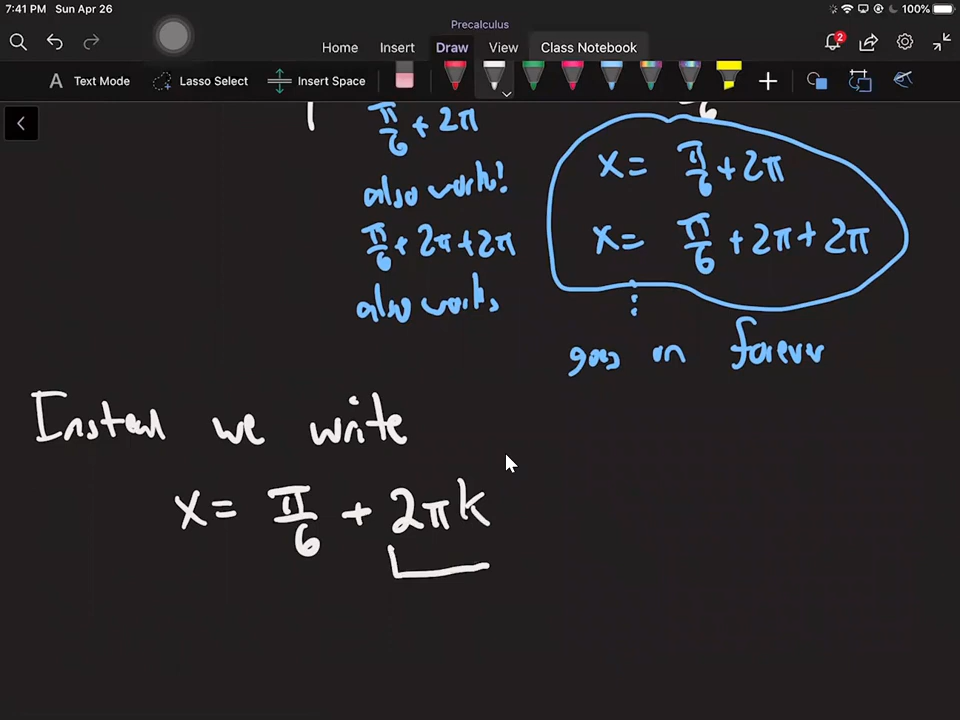 7:41 PM Sun Apr 26
100%
Precalculus
Home Insert Draw View Class Notebook
2
A Text Mode Lasso Select Insert Space
π/6 + 2π
also works!
π/6 + 2π + 2π
also works
6
x = π/6 + 2π
x = π/6 + 2π + 2π
⋮
goes on forever
Instead we write
x = π/6 + 2πk